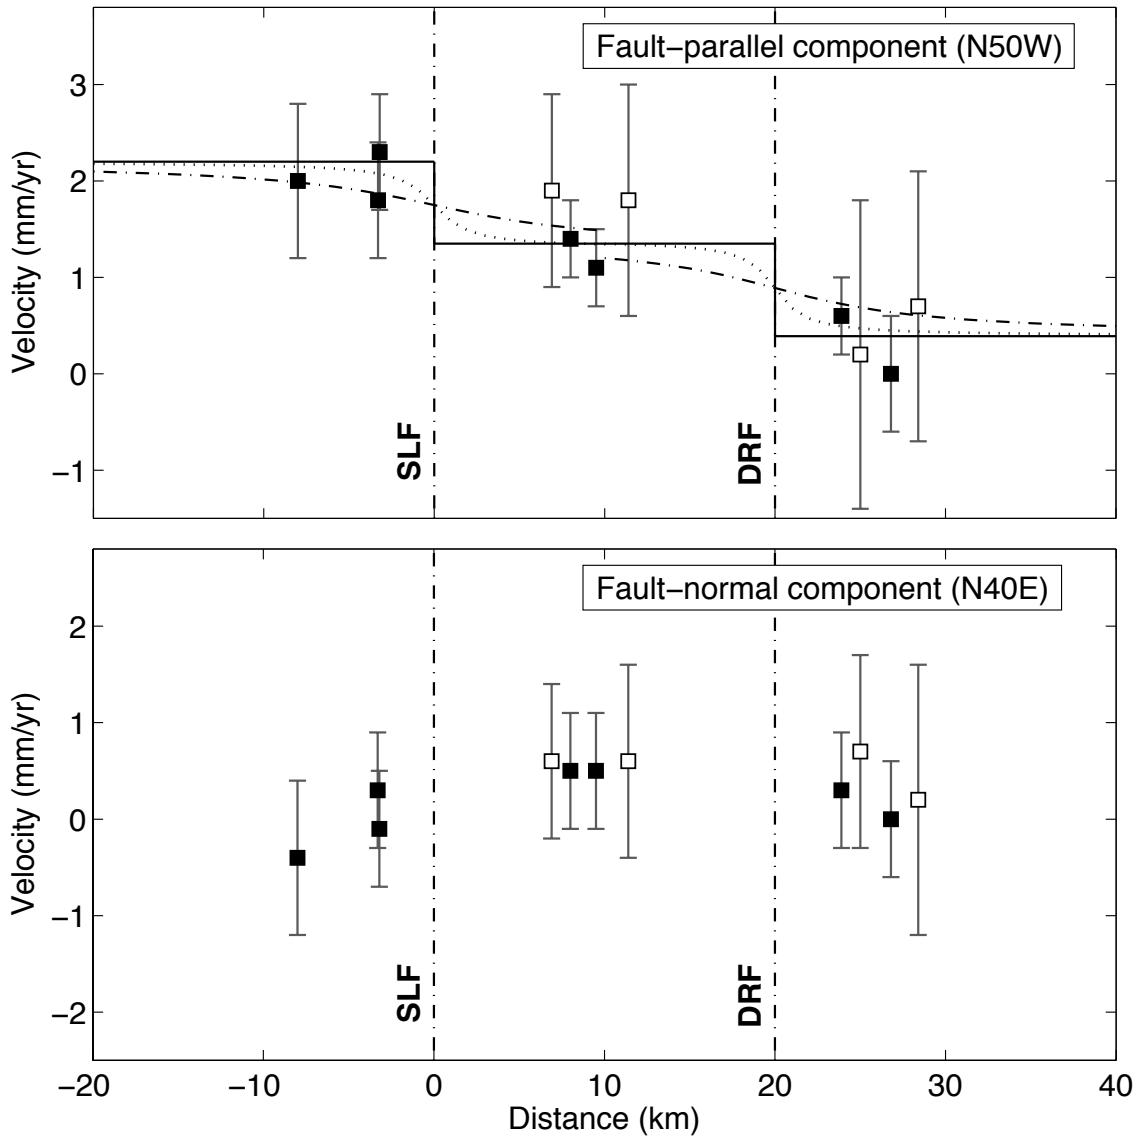 Fault−parallel component (N50W)
3
2
1
0
−1
Velocity (mm/yr)
SLF
DRF
Fault−normal component (N40E)
2
1
0
−1
−2
Velocity (mm/yr)
SLF
DRF
−20 −10 0 10 20 30 40
Distance (km)